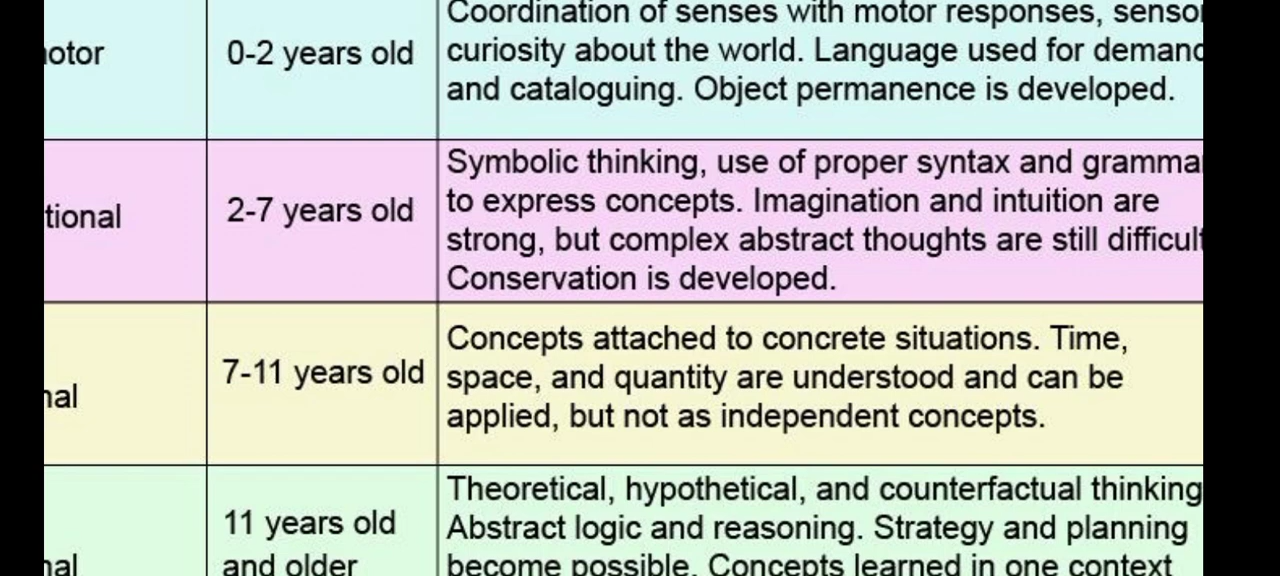 Coordination of senses with motor responses, sensor
otor
0-2 years old
curiosity about the world. Language used for demand
and cataloguing. Object permanence is developed.
Symbolic thinking, use of proper syntax and gramma
tional
2-7 years old
to express concepts. Imagination and intuition are
strong, but complex abstract thoughts are still difficult
Conservation is developed.
nal
7-11 years old
Concepts attached to concrete situations. Time,
space, and quantity are understood and can be
applied, but not as independent concepts.
nal
11 years old
and older
Theoretical, hypothetical, and counterfactual thinking
Abstract logic and reasoning. Strategy and planning
become possible. Concepts learned in one context